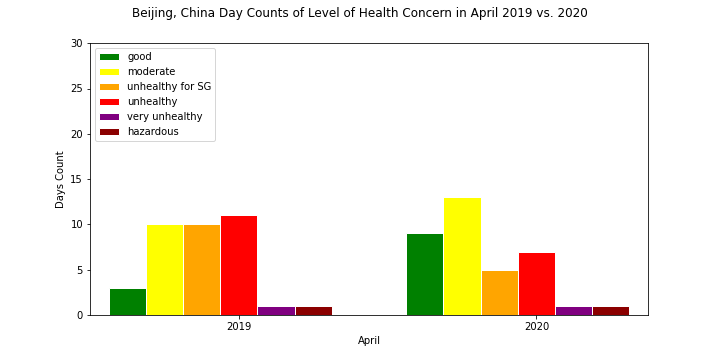 Beijing, China Day Counts of Level of Health Concern in April 2019 vs. 2020
30
25
20
15
10
5
0
Days Count
good
moderate
unhealthy for SG
unhealthy
very unhealthy
hazardous
2019
2020
April